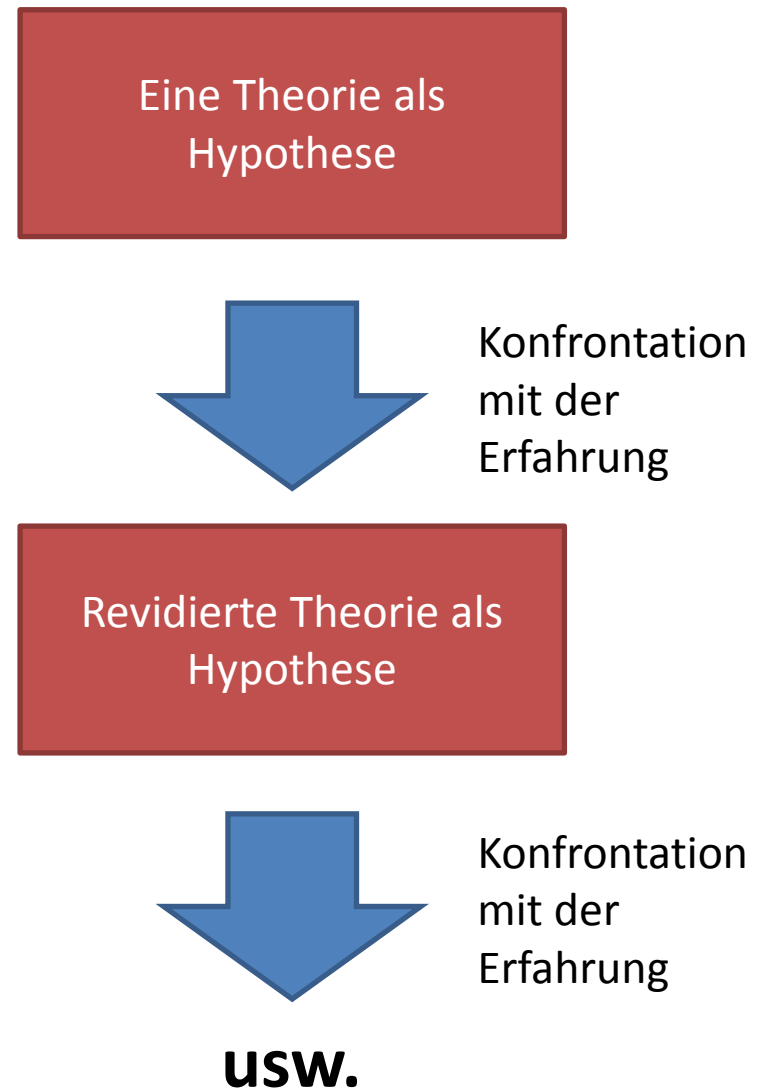 Eine Theorie als
Hypothese
Konfrontation
mit der
Erfahrung
Revidierte Theorie als
Hypothese
Konfrontation
mit der
Erfahrung
usw.